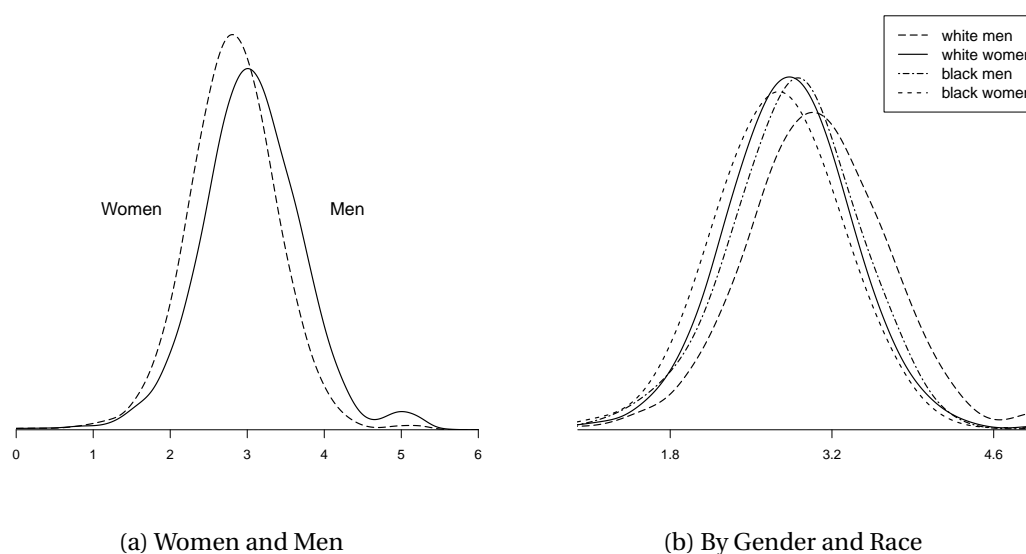 white men
white women
black men
black women
Women
Men
0 1 2 3 4 5 6
1.8 3.2 4.6
(a) Women and Men
(b) By Gender and Race